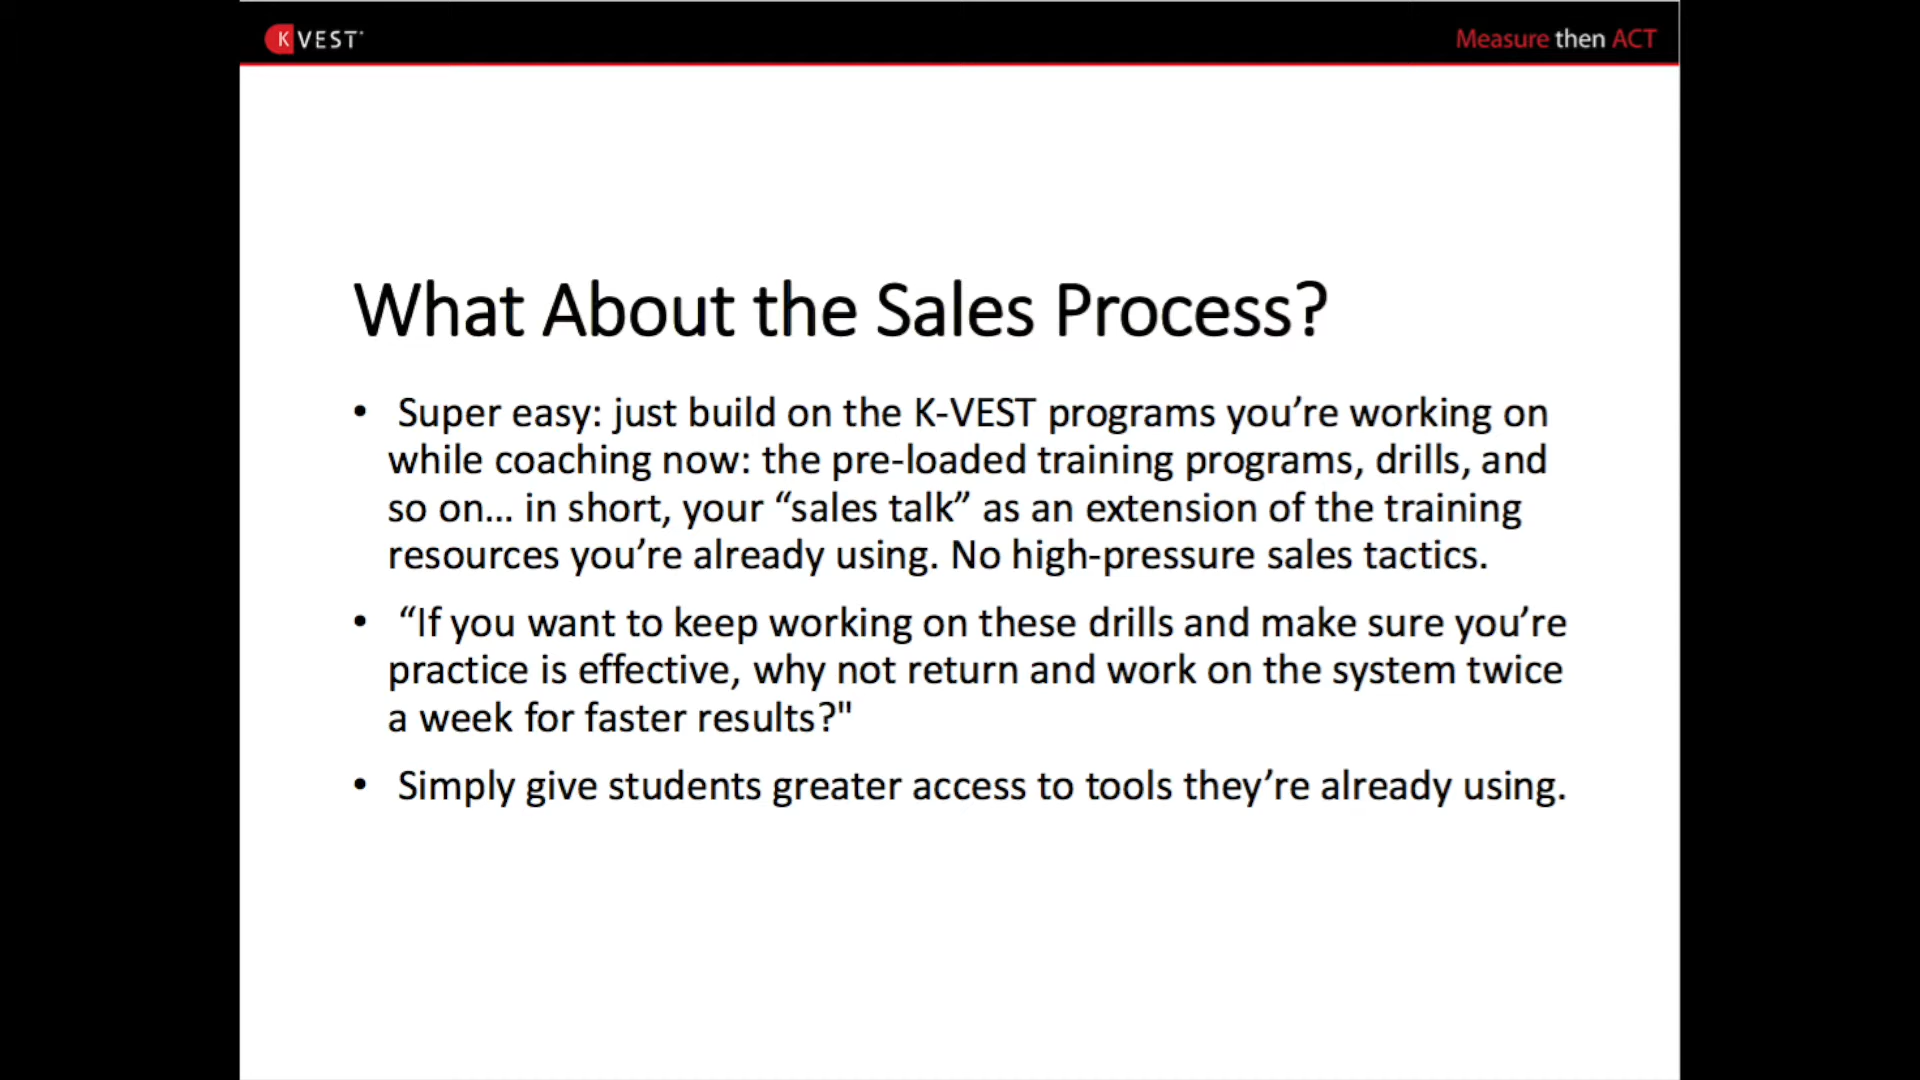 K VEST
Measure then ACT
What About the Sales Process?
• Super easy: just build on the K-VEST programs you’re working on
while coaching now: the pre-loaded training programs, drills, and
so on... in short, your “sales talk” as an extension of the training
resources you’re already using. No high-pressure sales tactics.
• “If you want to keep working on these drills and make sure you’re
practice is effective, why not return and work on the system twice
a week for faster results?"
• Simply give students greater access to tools they’re already using.